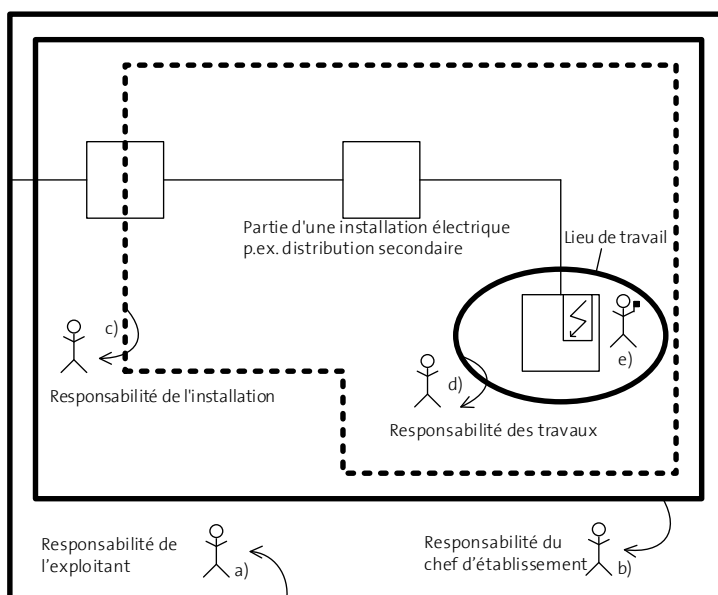 Partie d'une installation électrique
p.ex. distribution secondaire
Lieu de travail
c)
e)
d)
Responsabilité de l'installation
Responsabilité des travaux
Responsabilité de
l’exploitant
a)
Responsabilité du
chef d’établissement
b)